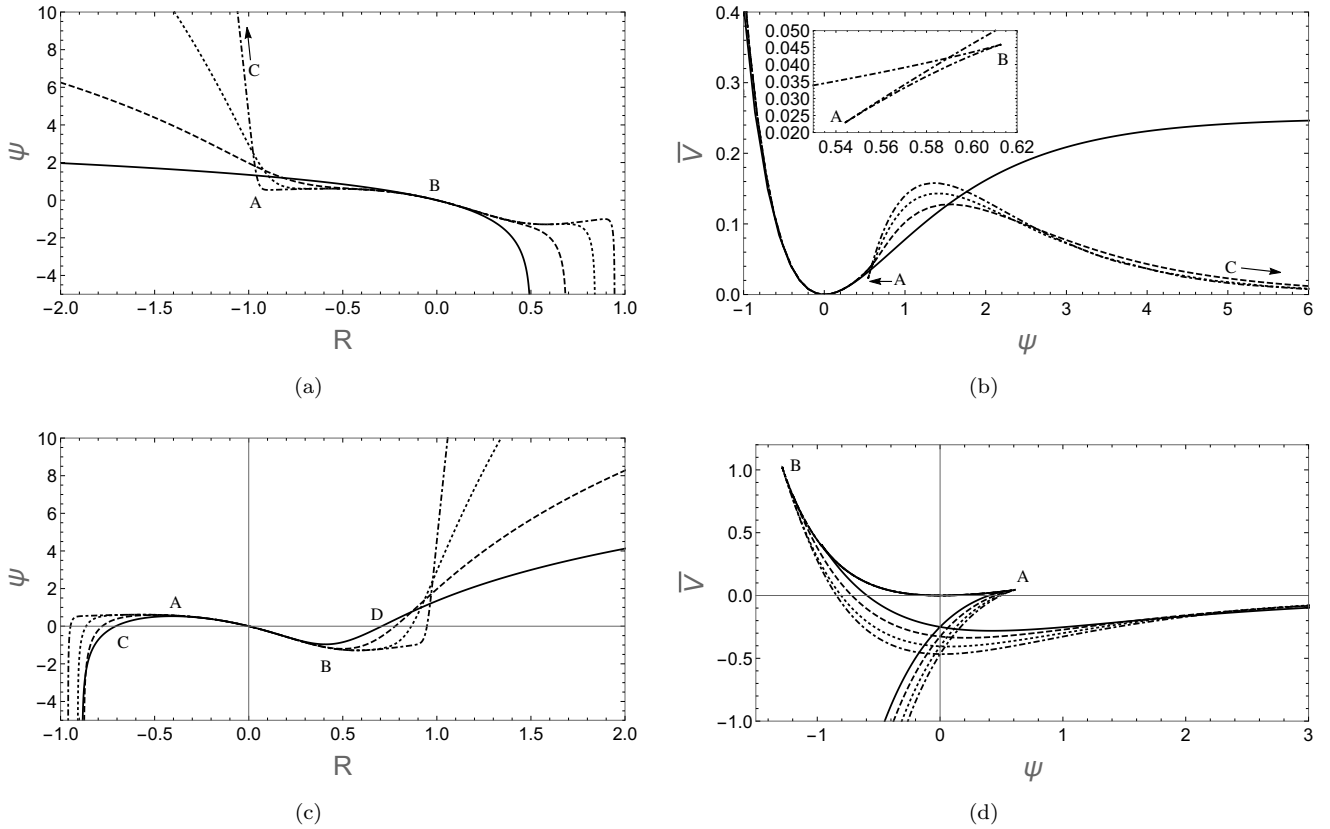 10
8
6
4
2
0
−2
−4
ψ
−2.0 −1.5 −1.0 −0.5 0.0 0.5 1.0
R
A
B
C
(a)
0.4
0.3
0.2
0.1
0.0
V̅
−1 0 1 2 3 4 5 6
ψ
0.050
0.045
0.040
0.035
0.030
0.025
0.020
0.54 0.56 0.58 0.60 0.62
A
B
A
C
(b)
10
8
6
4
2
0
−2
−4
ψ
−1.0 −0.5 0.0 0.5 1.0 1.5 2.0
R
A
C
B
D
(c)
1.0
0.5
0.0
−0.5
−1.0
V̅
−1 0 1 2 3
ψ
B
A
(d)